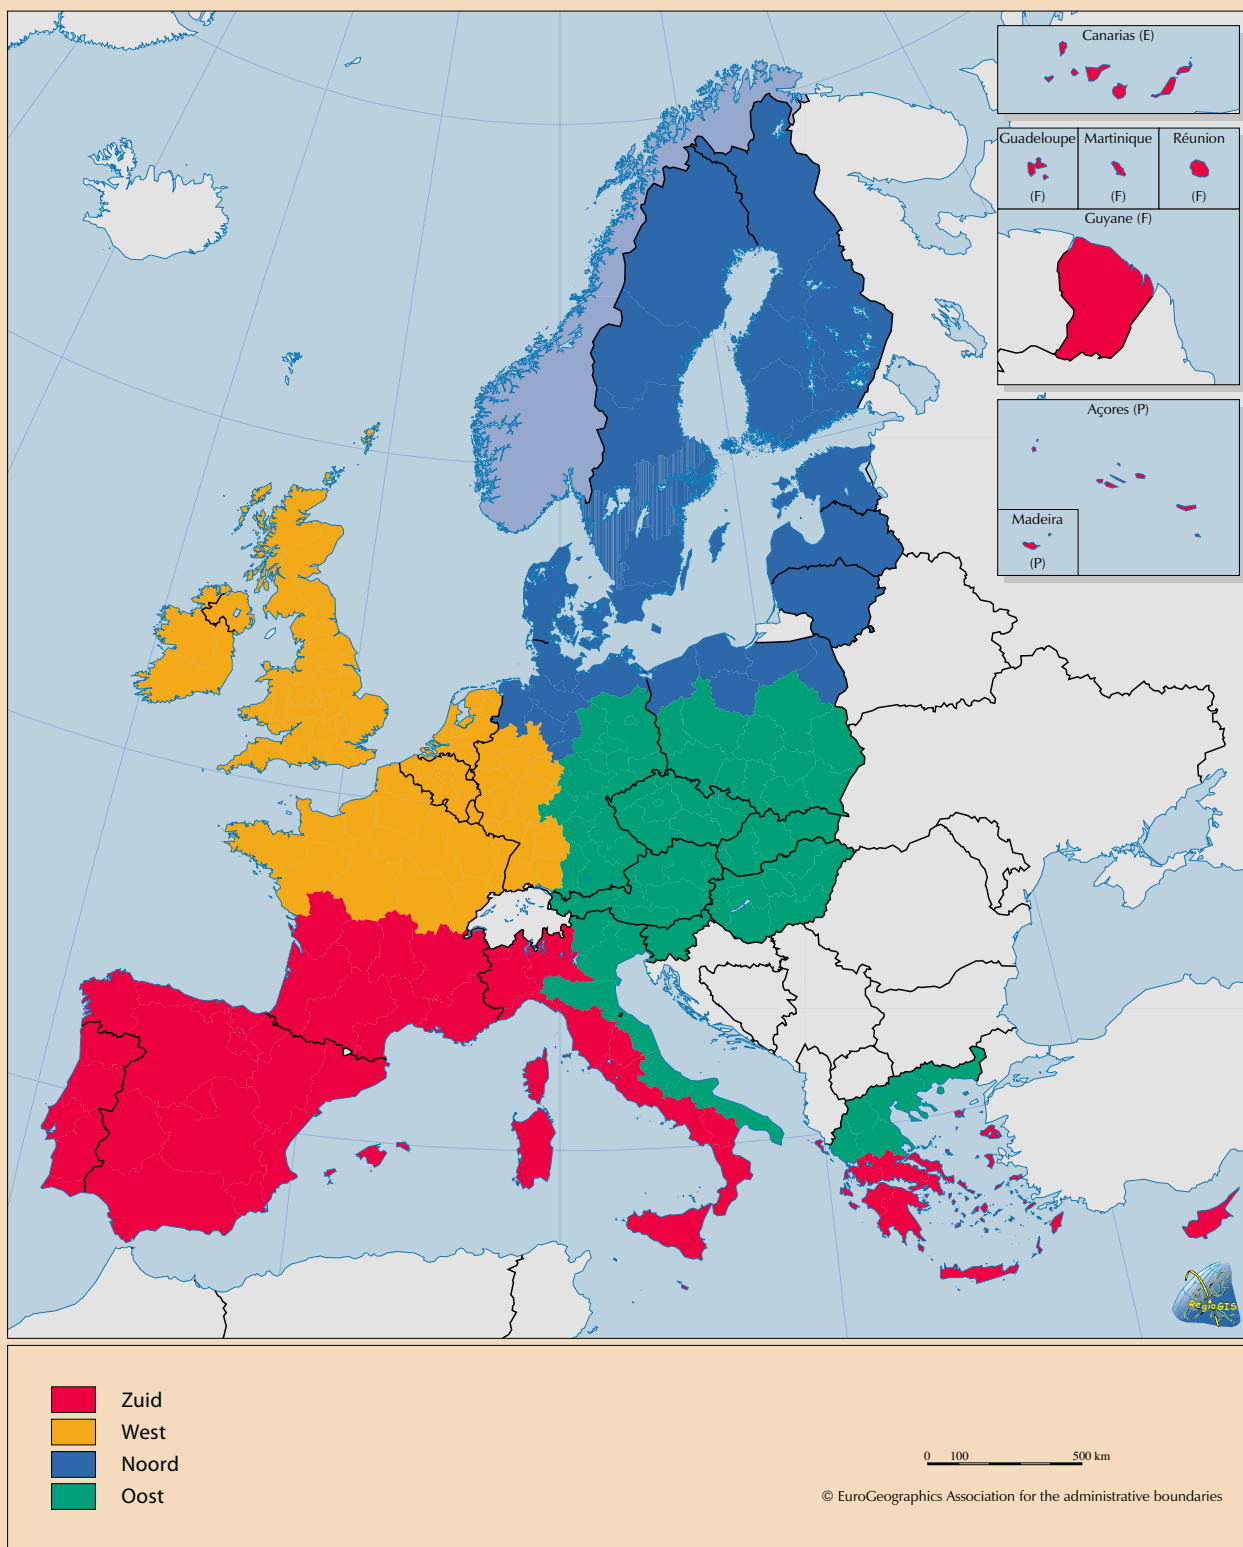 Canarias (E)
Guadeloupe Martinique Réunion
(F) (F) (F)
Guyane (F)
Açores (P)
Madeira
(P)
RegioGIS
Zuid
West
Noord
Oost
0 100 500 km
© EuroGeographics Association for the administrative boundaries